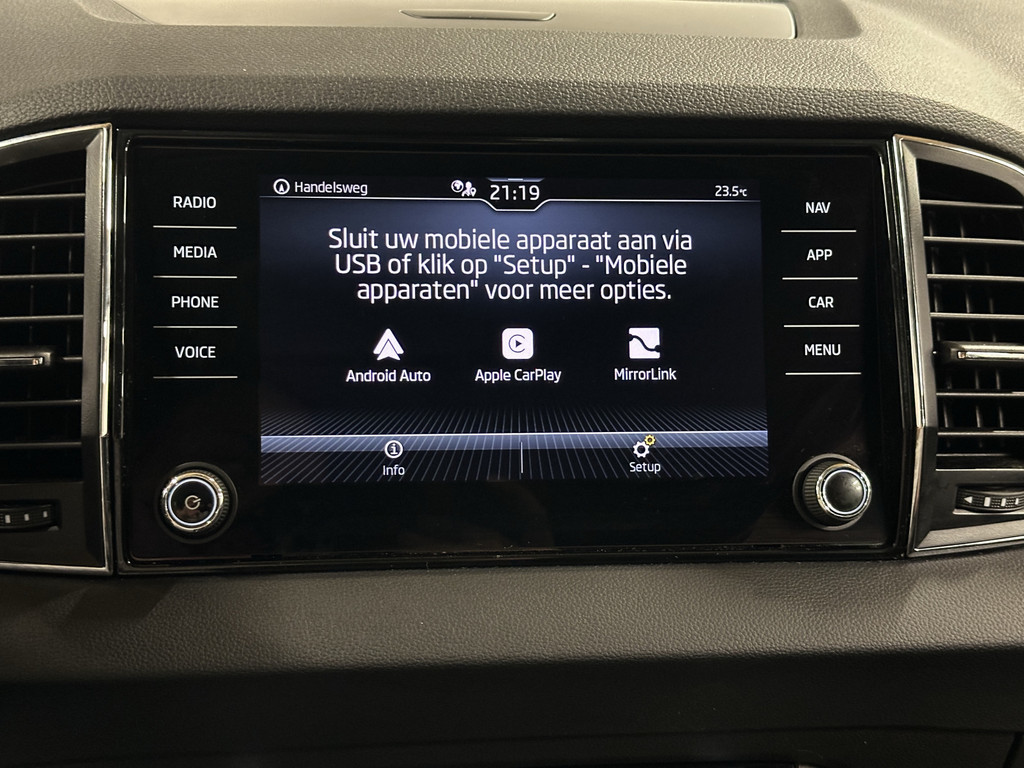 RADIO
MEDIA
PHONE
VOICE
Handelsweg
21:19
23.5°C
Sluit uw mobiele apparaat aan via
USB of klik op "Setup" - "Mobiele
apparaten" voor meer opties.
Android Auto
Apple CarPlay
MirrorLink
Info
Setup
NAV
APP
CAR
MENU